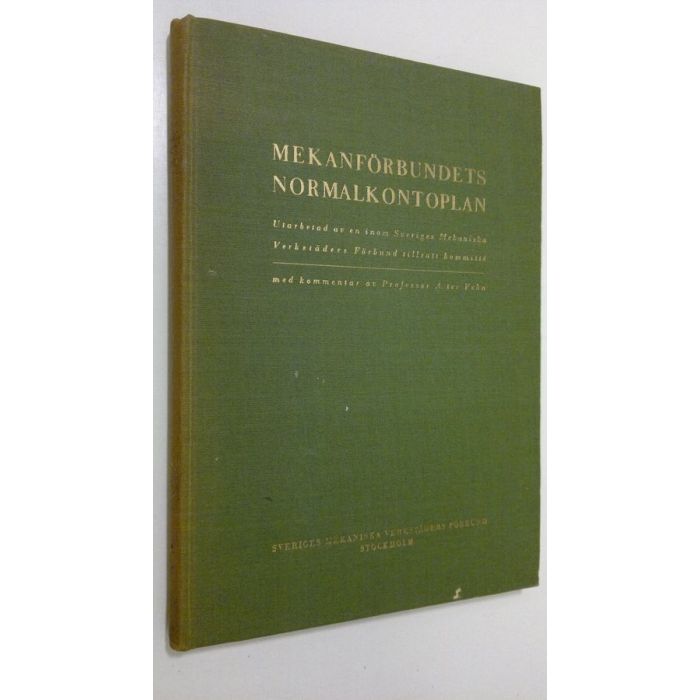 MEKANFÖRBUNDETS
NORMALKONTOPLAN
Utarbetad av en inom Sveriges Mekaniska
Verkstäders Förbund tillsatt kommitté
med kommentar av Professor A. ter Vehn
SVERIGES MEKANISKA VERKSTÄDERS FÖRBUND
STOCKHOLM